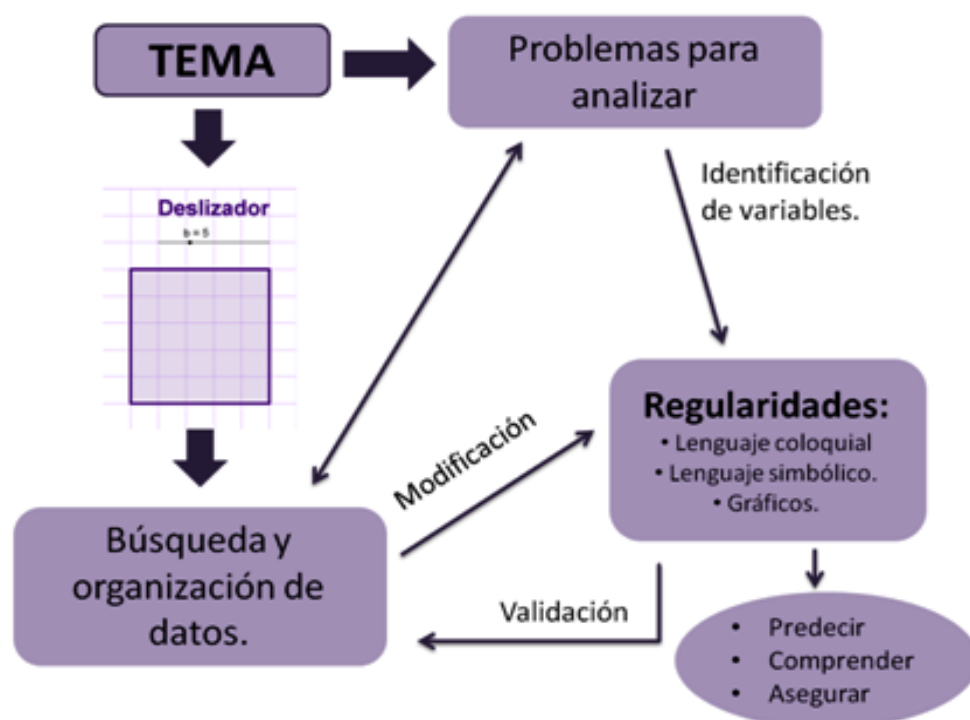 TEMA
Problemas para
analizar
Identificación
de variables.
Deslizador
b = 5
Modificación
Regularidades:
• Lenguaje coloquial
• Lenguaje simbólico.
• Gráficos.
Búsqueda y
organización de
datos.
Validación
• Predecir
• Comprender
• Asegurar